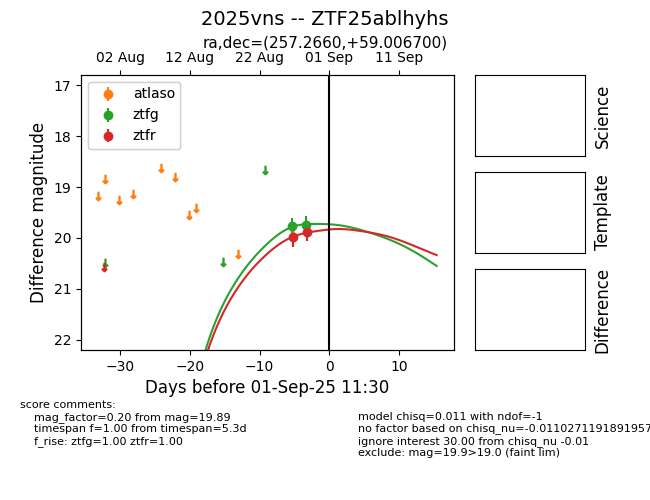 2025vns -- ZTF25ablhyhs
ra,dec=(257.2660,+59.006700)
02 Aug 12 Aug 22 Aug 01 Sep 11 Sep
atlaso
ztfg
ztfr
17
18
19
20
21
22
Difference magnitude
−30 −20 −10 0 10
Days before 01-Sep-25 11:30
Science
Template
Difference
score comments:
mag_factor=0.20 from mag=19.89
timespan f=1.00 from timespan=5.3d
f_rise: ztfg=1.00 ztfr=1.00
model chisq=0.011 with ndof=-1
no factor based on chisq_nu=-0.0110271191891957
ignore interest 30.00 from chisq_nu -0.01
exclude: mag=19.9>19.0 (faint lim)